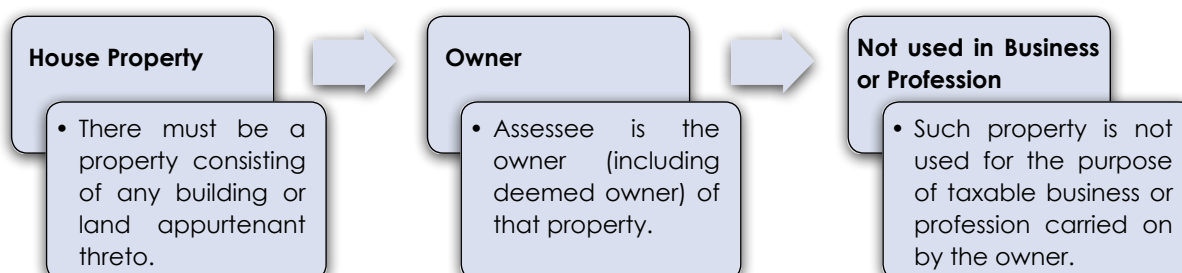 House Property
• There must be a
property consisting
of any building or
land appurtenant
threto.
Owner
• Assessee is the
owner (including
deemed owner) of
that property.
Not used in Business
or Profession
• Such property is not
used for the purpose
of taxable business or
profession carried on
by the owner.